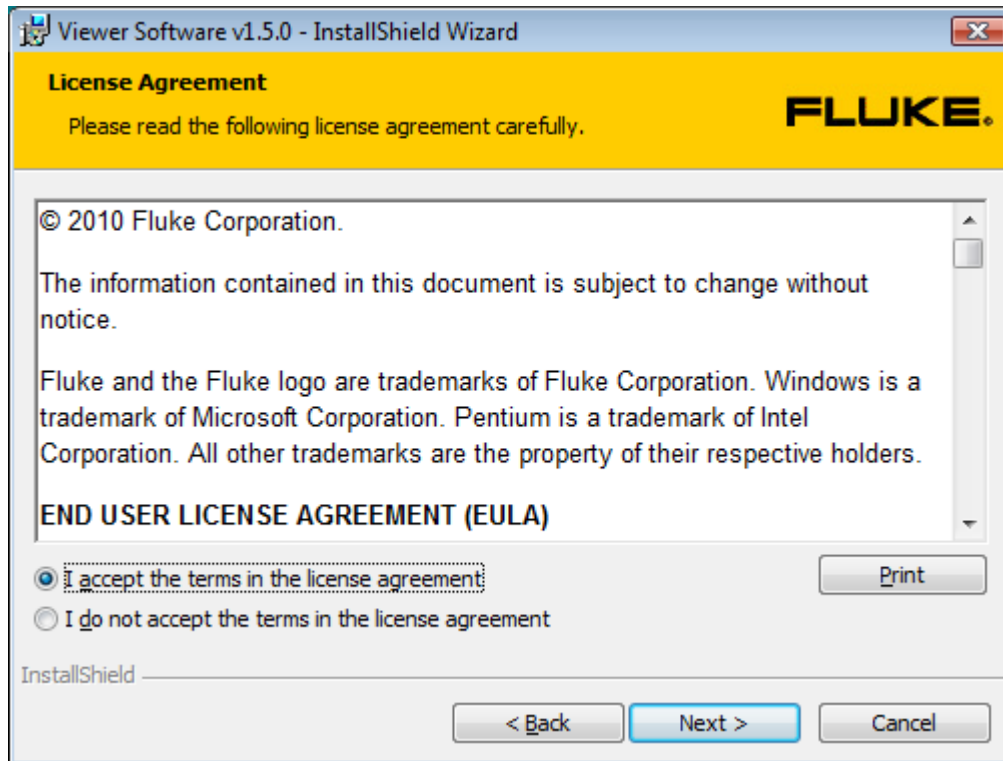 Viewer Software v1.5.0 - InstallShield Wizard
License Agreement
Please read the following license agreement carefully.
FLUKE®
© 2010 Fluke Corporation.
The information contained in this document is subject to change without
notice.
Fluke and the Fluke logo are trademarks of Fluke Corporation. Windows is a
trademark of Microsoft Corporation. Pentium is a trademark of Intel
Corporation. All other trademarks are the property of their respective holders.
END USER LICENSE AGREEMENT (EULA)
I accept the terms in the license agreement
Print
I do not accept the terms in the license agreement
InstallShield
< Back
Next >
Cancel